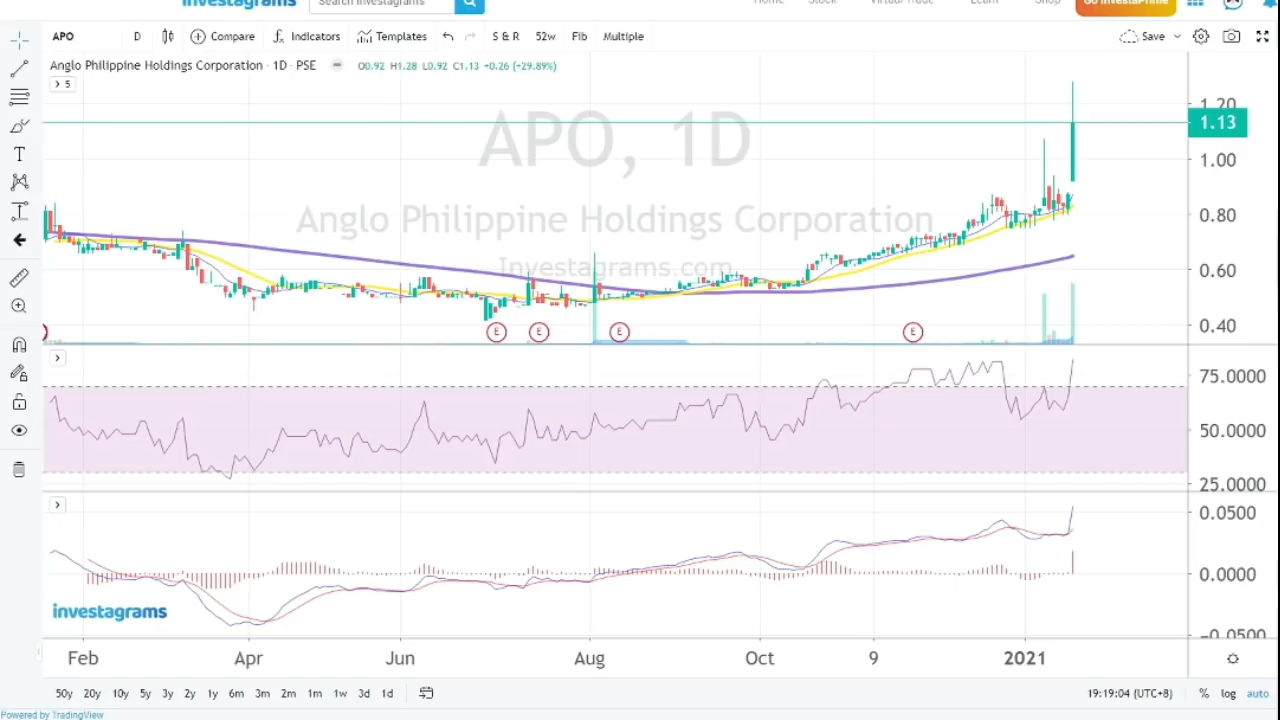 investagrams Search Investagrams Home Stock Virtual Trade Learn Shop Go InvestaPrime
APO D Compare Indicators Templates S & R 52w Fib Multiple Save
Anglo Philippine Holdings Corporation · 1D · PSE O0.92 H1.28 L0.92 C1.13 +0.26 (+29.89%)
5
APO, 1D
Anglo Philippine Holdings Corporation
Investagrams.com
1.20
1.13
1.00
0.80
0.60
0.40
E E E E
75.0000
50.0000
25.0000
0.0500
0.0000
-0.0500
investagrams
Feb Apr Jun Aug Oct 9 2021
50y 20y 10y 5y 3y 2y 1y 6m 3m 2m 1m 1w 3d 1d 19:19:04 (UTC+8) % log auto
Powered by TradingView